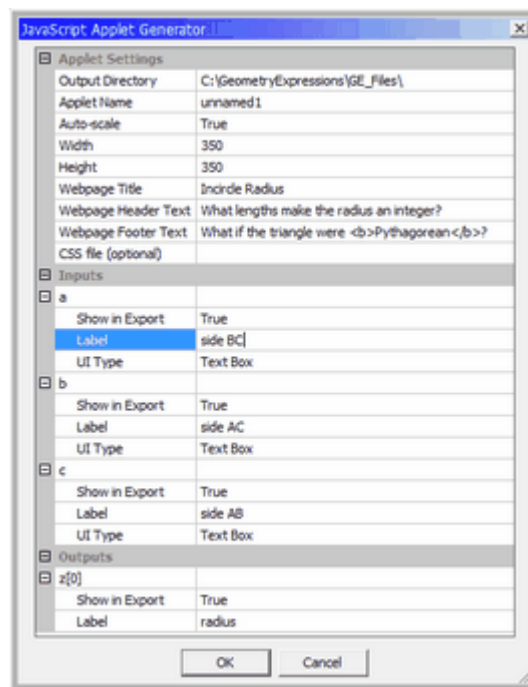 JavaScript Applet Generator
Applet Settings
Output Directory C:\GeometryExpressions\GE_Files\
Applet Name unnamed1
Auto-scale True
Width 350
Height 350
Webpage Title Incircle Radius
Webpage Header Text What lengths make the radius an integer?
Webpage Footer Text What if the triangle were <b>Pythagorean</b>?
CSS file (optional)
Inputs
a
Show in Export True
Label side BC
UI Type Text Box
b
Show in Export True
Label side AC
UI Type Text Box
c
Show in Export True
Label side AB
UI Type Text Box
Outputs
z[0]
Show in Export True
Label radius
OK Cancel